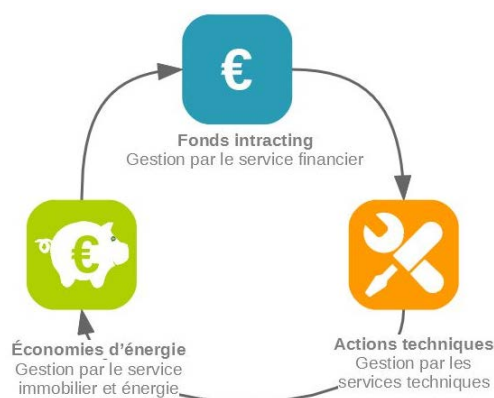 €
Fonds intracting
Gestion par le service financier
€
Économies d'énergie
Gestion par le service
immobilier et énergie
Actions techniques
Gestion par les
services techniques